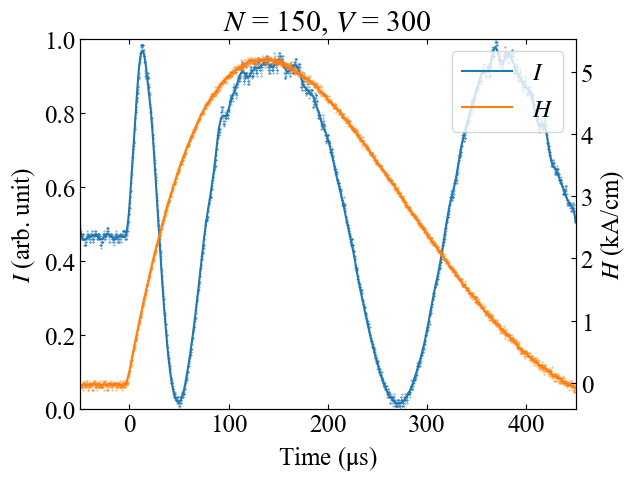 N = 150, V = 300
I (arb. unit)
1.0
0.8
0.6
0.4
0.2
0.0
I
H
5
4
3
2
1
0
H (kA/cm)
0 100 200 300 400
Time (μs)